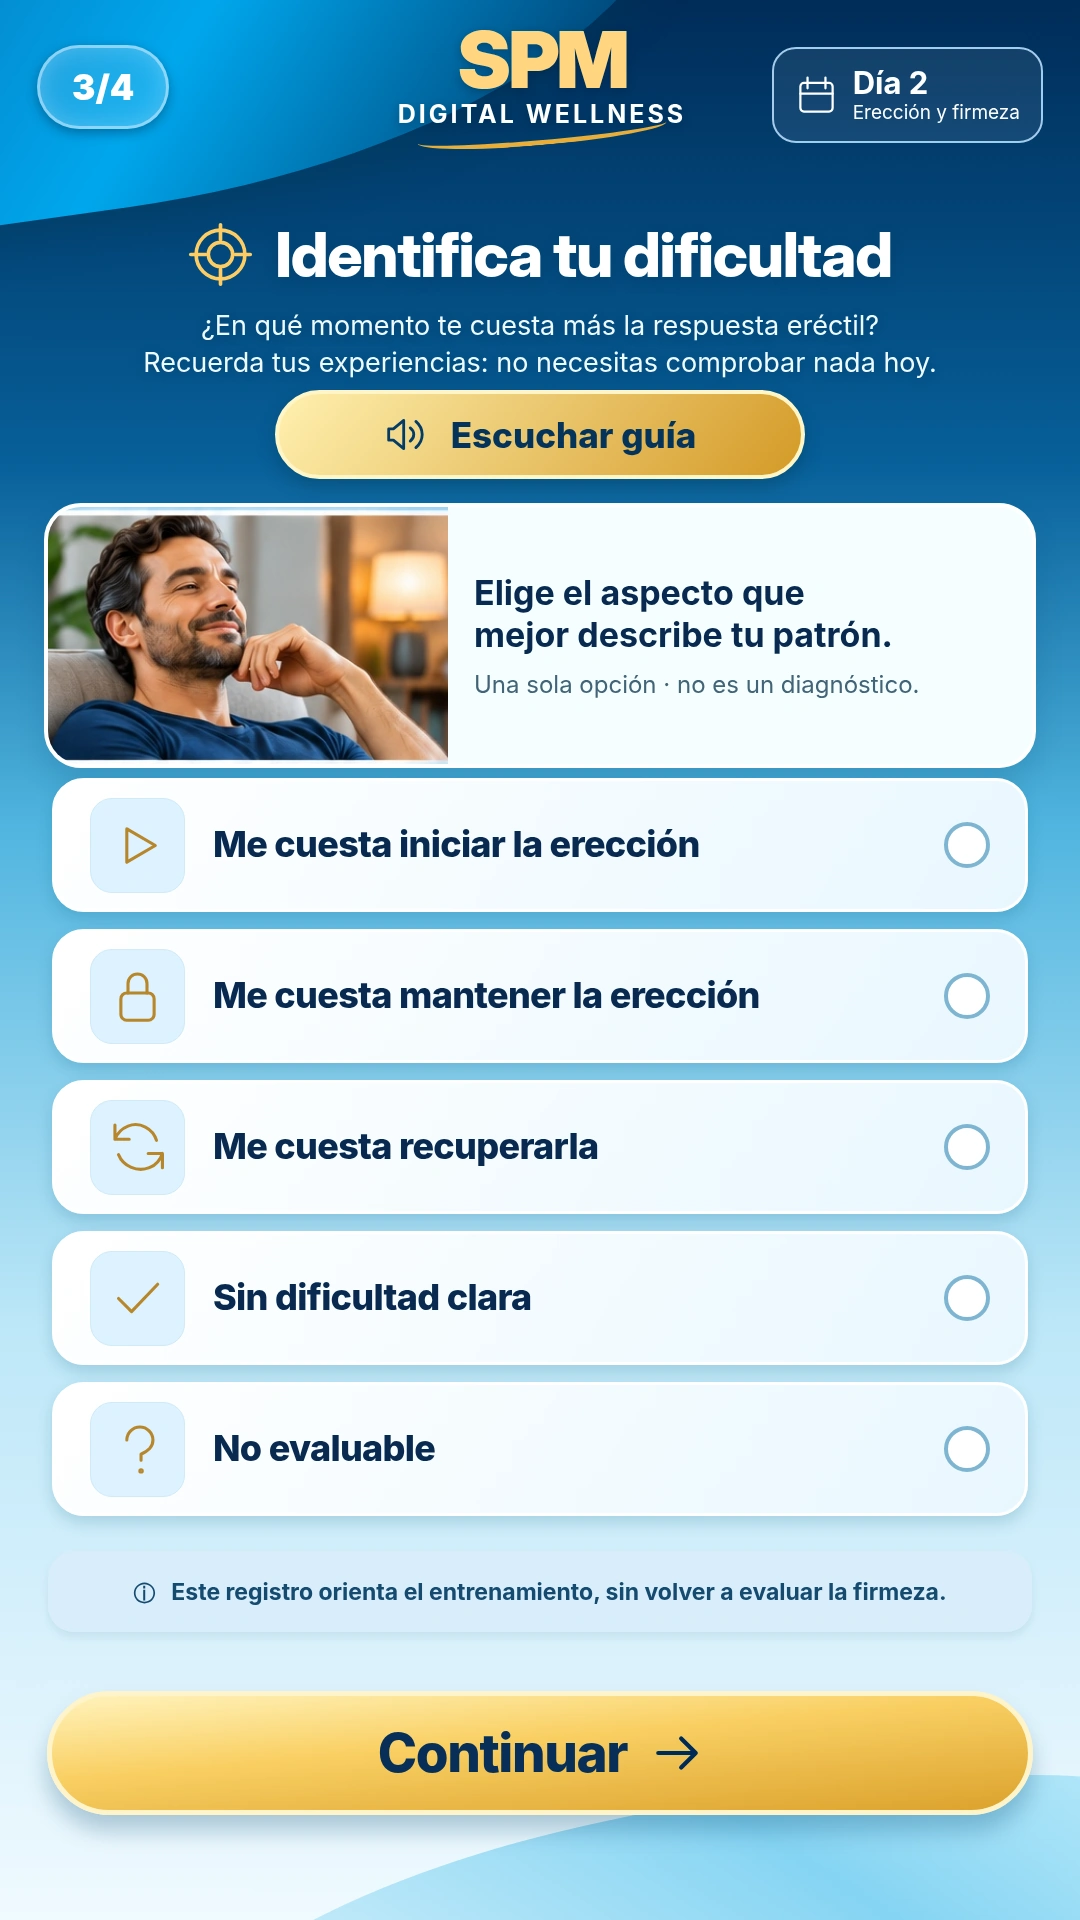 3/4
SPM
DIGITAL WELLNESS
Día 2
Erección y firmeza
Identifica tu dificultad
¿En qué momento te cuesta más la respuesta eréctil?
Recuerda tus experiencias: no necesitas comprobar nada hoy.
Escuchar guía
Elige el aspecto que
mejor describe tu patrón.
Una sola opción · no es un diagnóstico.
Me cuesta iniciar la erección
Me cuesta mantener la erección
Me cuesta recuperarla
Sin dificultad clara
No evaluable
Este registro orienta el entrenamiento, sin volver a evaluar la firmeza.
Continuar →